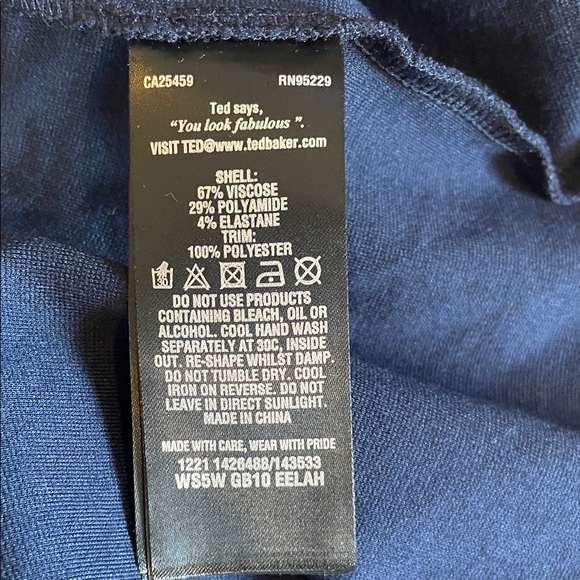 CA25459 RN95229
Ted says,
"You look fabulous ".
VISIT TED@www.tedbaker.com
SHELL:
67% VISCOSE
29% POLYAMIDE
4% ELASTANE
TRIM:
100% POLYESTER
30
DO NOT USE PRODUCTS
CONTAINING BLEACH, OIL OR
ALCOHOL. COOL HAND WASH
SEPARATELY AT 30C, INSIDE
OUT. RE-SHAPE WHILST DAMP.
DO NOT TUMBLE DRY. COOL
IRON ON REVERSE. DO NOT
LEAVE IN DIRECT SUNLIGHT.
MADE IN CHINA
MADE WITH CARE, WEAR WITH PRIDE
1221 1426488/143533
WS5W GB10 EELAH